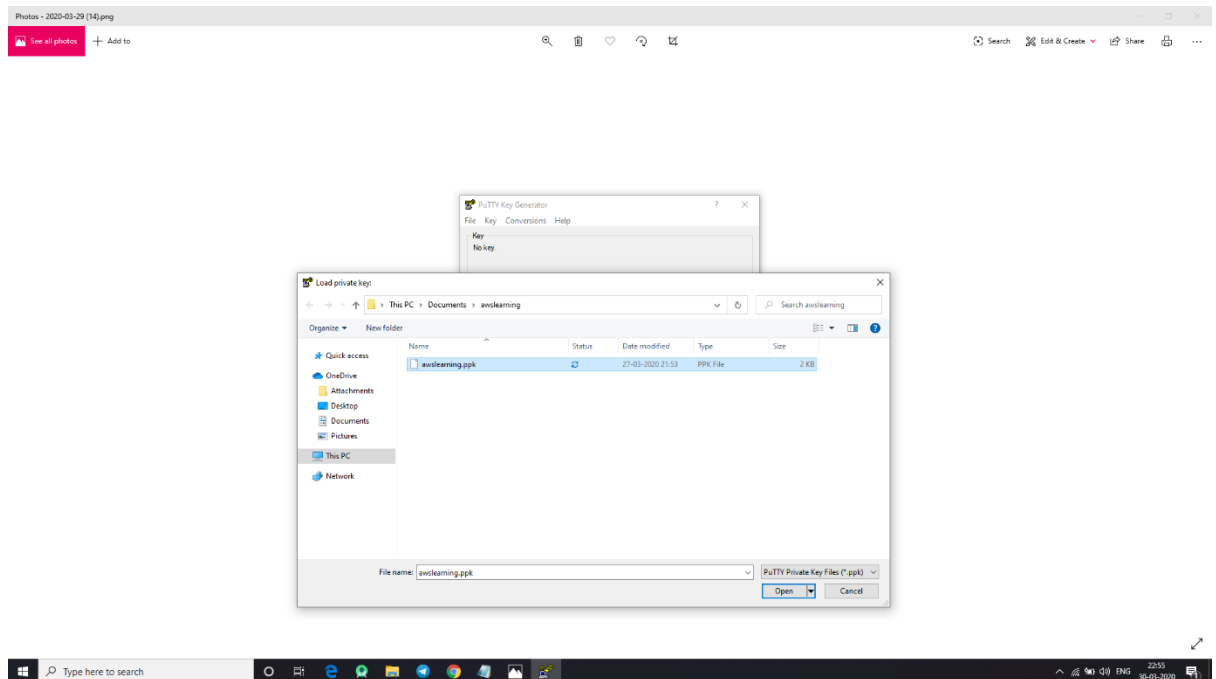 Photos - 2020-03-29 (14).png
See all photos + Add to Search Edit & Create Share
PuTTY Key Generator ?
File Key Conversions Help
Key
No key.
Load private key:
This PC > Documents > awslearning Search awslearning
Organize New folder
Name Status Date modified Type Size
awslearning.ppk 27-03-2020 21:53 PPK File 2 KB
Quick access
OneDrive
Attachments
Desktop
Documents
Pictures
This PC
Network
File name: awslearning.ppk PuTTY Private Key Files (*.ppk)
Open Cancel
Type here to search ENG 22:55
30-03-2020